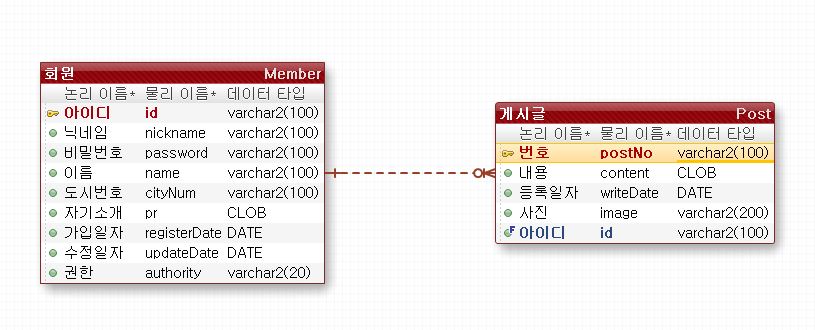 회원 Member
논리 이름* 물리 이름* 데이터 타입
아이디 id varchar2(100)
닉네임 nickname varchar2(100)
비밀번호 password varchar2(100)
이름 name varchar2(100)
도시번호 cityNum varchar2(100)
자기소개 pr CLOB
가입일자 registerDate DATE
수정일자 updateDate DATE
권한 authority varchar2(20)
게시글 Post
논리 이름* 물리 이름* 데이터 타입
번호 postNo varchar2(100)
내용 content CLOB
등록일자 writeDate DATE
사진 image varchar2(200)
F 아이디 id varchar2(100)